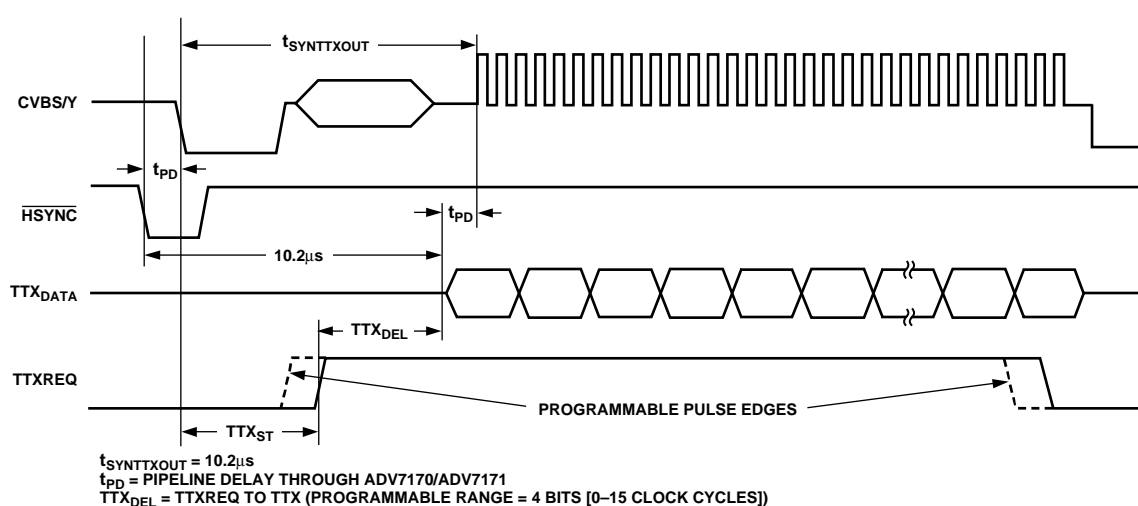 tSYNTTXOUT
CVBS/Y
tPD
HSYNC
tPD
10.2μs
TTXDATA
TTXDEL
TTXREQ
PROGRAMMABLE PULSE EDGES
TTXST
tSYNTTXOUT = 10.2μs
tPD = PIPELINE DELAY THROUGH ADV7170/ADV7171
TTXDEL = TTXREQ TO TTX (PROGRAMMABLE RANGE = 4 BITS [0–15 CLOCK CYCLES])